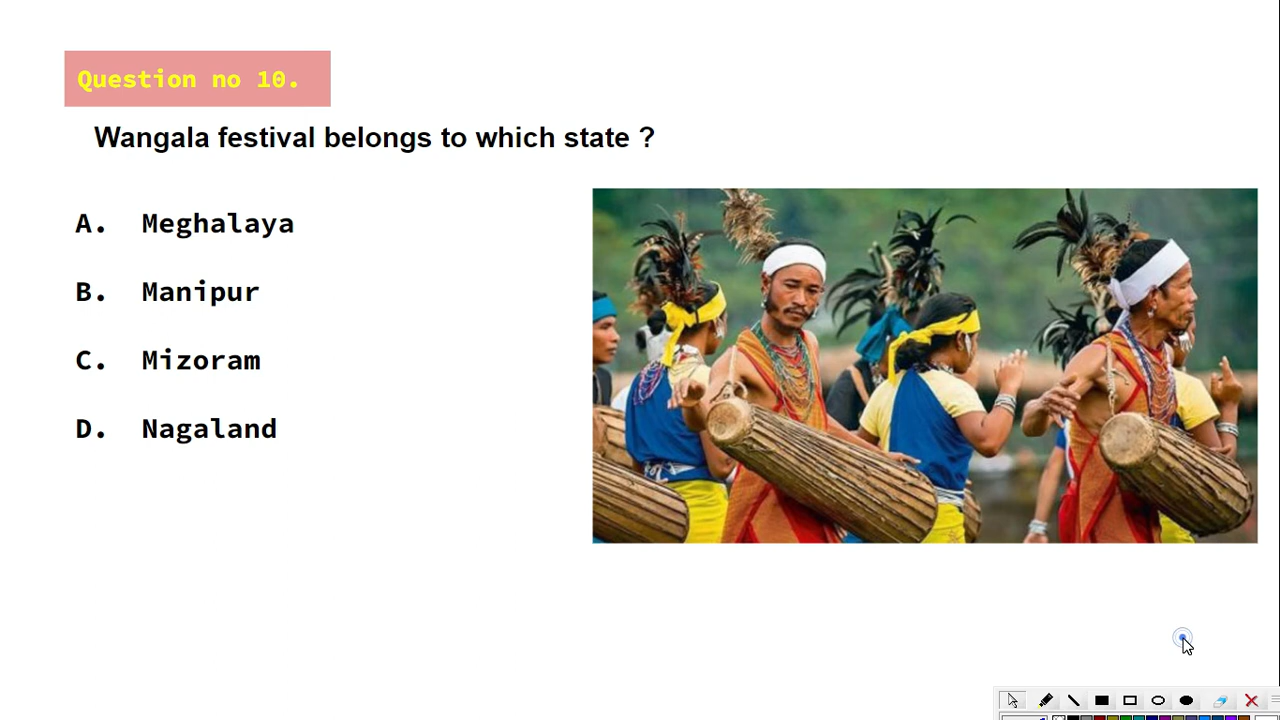 Question no 10.
Wangala festival belongs to which state ?
A. Meghalaya
B. Manipur
C. Mizoram
D. Nagaland